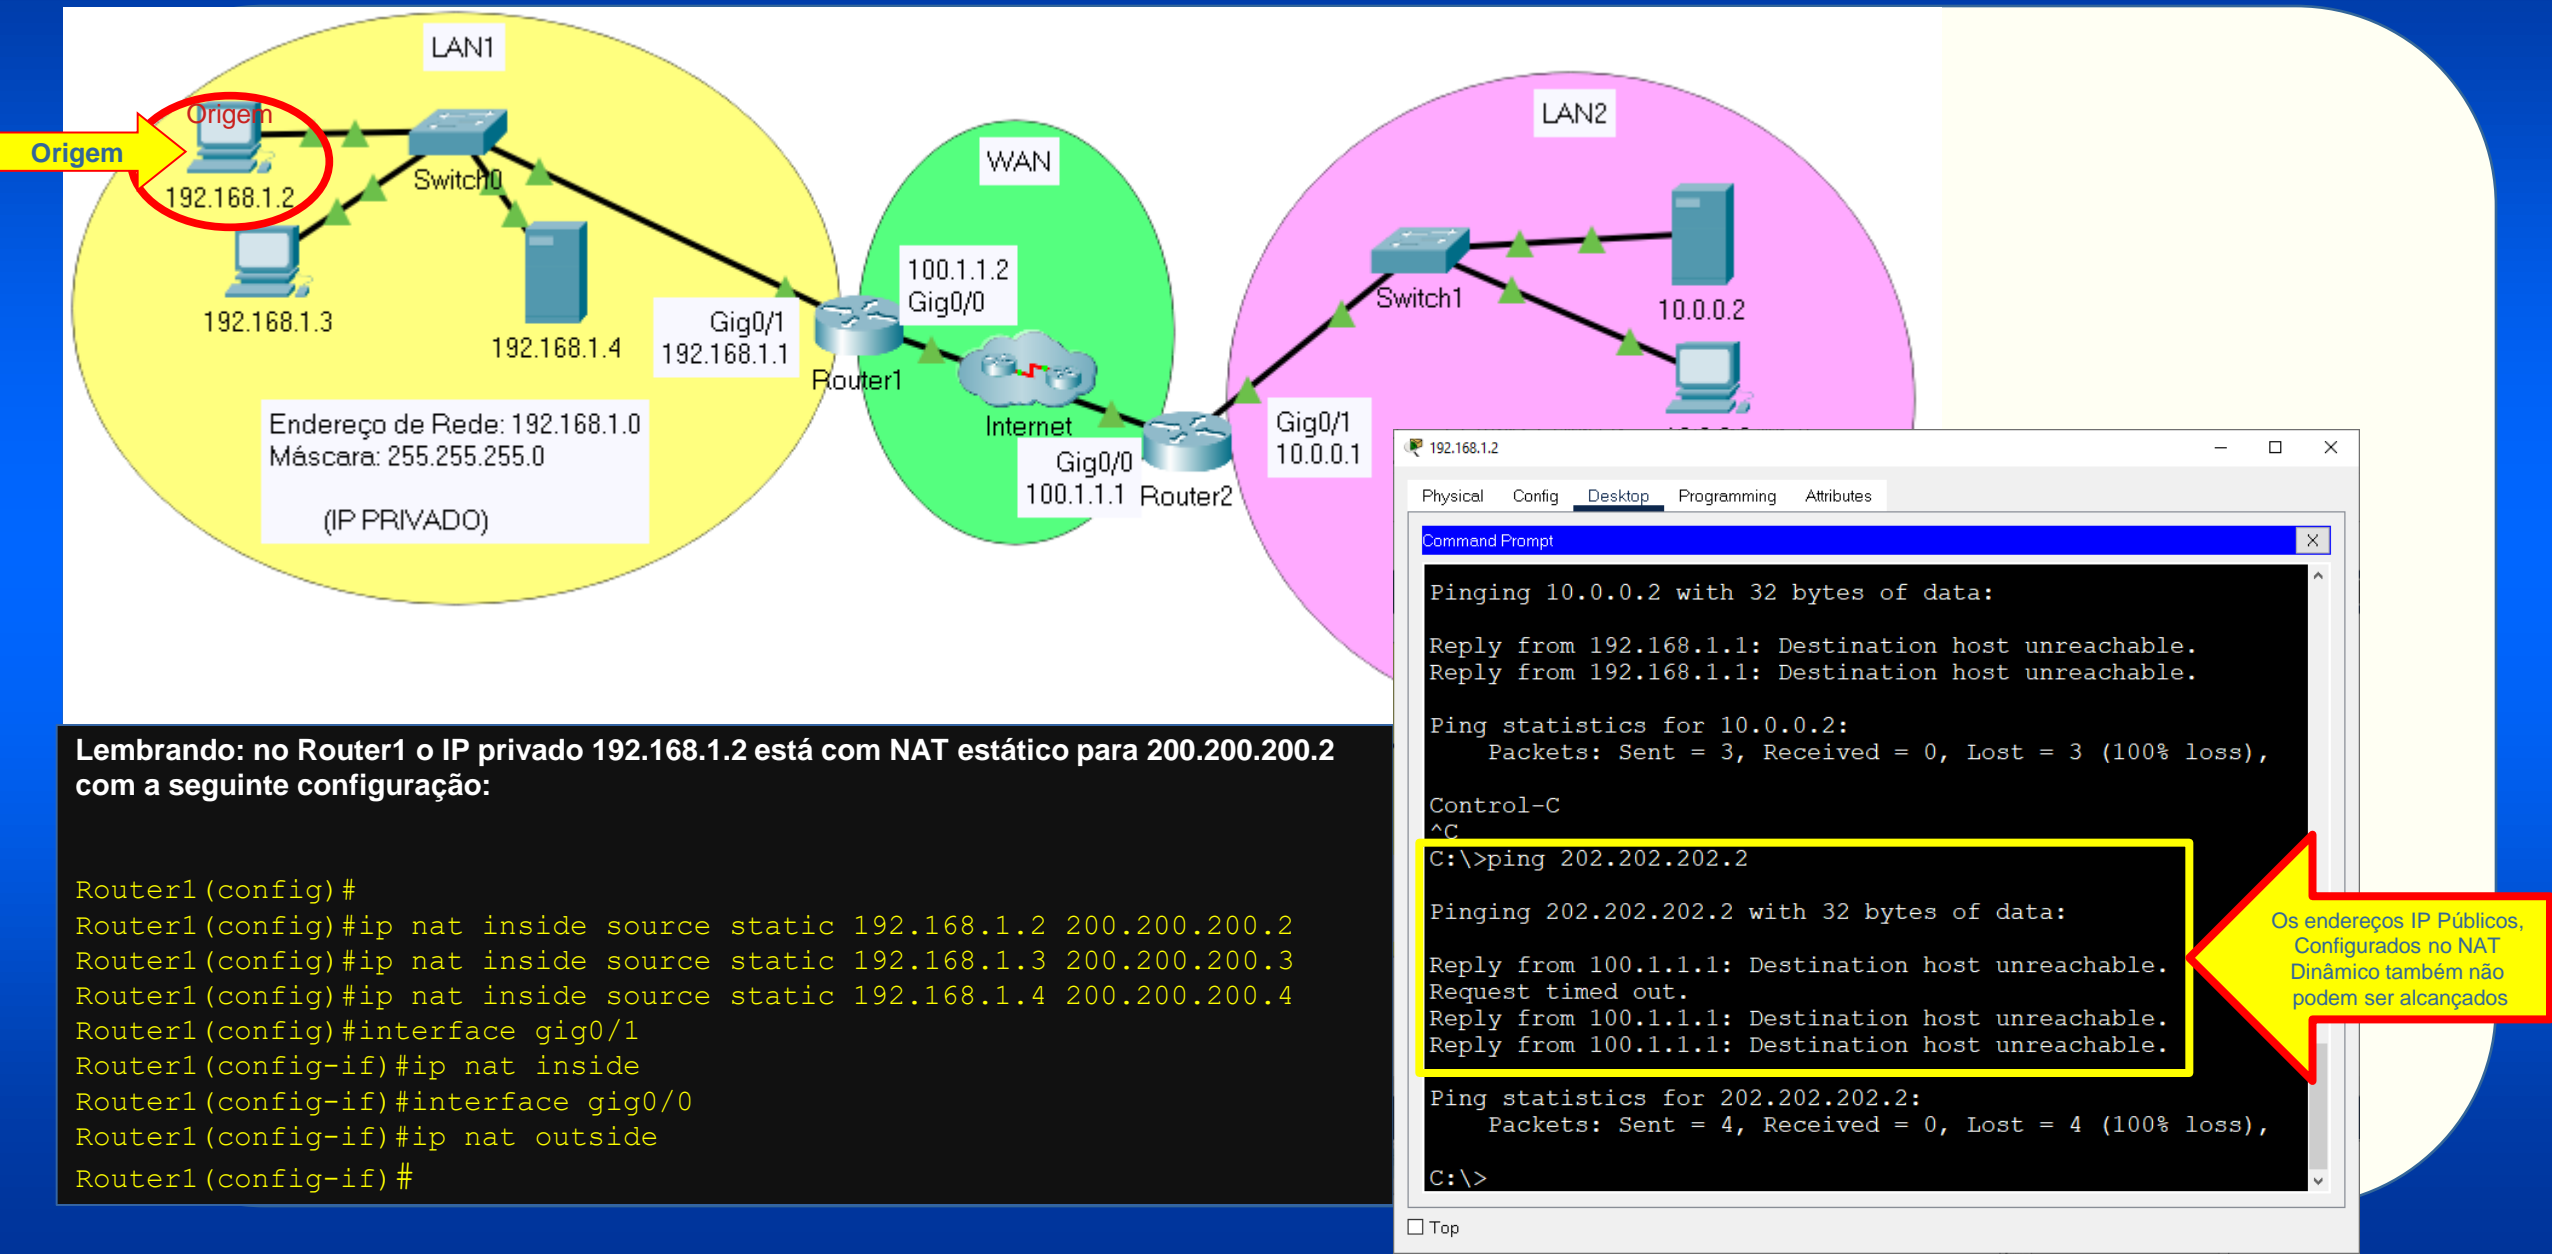 LAN1
Origem
Origem
192.168.1.2
Switch0
192.168.1.3
192.168.1.4
Gig0/1
192.168.1.1
Router1
Endereço de Rede: 192.168.1.0
Máscara: 255.255.255.0
(IP PRIVADO)
WAN
100.1.1.2
Gig0/0
Internet
Gig0/0
100.1.1.1
Router2
LAN2
Switch1
10.0.0.2
Gig0/1
10.0.0.1
Lembrando: no Router1 o IP privado 192.168.1.2 está com NAT estático para 200.200.200.2
com a seguinte configuração:
Router1(config)#
Router1(config)#ip nat inside source static 192.168.1.2 200.200.200.2
Router1(config)#ip nat inside source static 192.168.1.3 200.200.200.3
Router1(config)#ip nat inside source static 192.168.1.4 200.200.200.4
Router1(config)#interface gig0/1
Router1(config-if)#ip nat inside
Router1(config-if)#interface gig0/0
Router1(config-if)#ip nat outside
Router1(config-if)#
192.168.1.2
Physical Config Desktop Programming Attributes
Command Prompt
X
Pinging 10.0.0.2 with 32 bytes of data:
Reply from 192.168.1.1: Destination host unreachable.
Reply from 192.168.1.1: Destination host unreachable.
Ping statistics for 10.0.0.2:
Packets: Sent = 3, Received = 0, Lost = 3 (100% loss),
Control-C
^C
C:\>ping 202.202.202.2
Pinging 202.202.202.2 with 32 bytes of data:
Reply from 100.1.1.1: Destination host unreachable.
Request timed out.
Reply from 100.1.1.1: Destination host unreachable.
Reply from 100.1.1.1: Destination host unreachable.
Ping statistics for 202.202.202.2:
Packets: Sent = 4, Received = 0, Lost = 4 (100% loss),
C:\>
Top
Os endereços IP Públicos,
Configurados no NAT
Dinâmico também não
podem ser alcançados